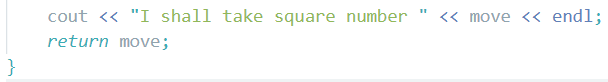 cout << "I shall take square number " << move << endl;
return move;
}